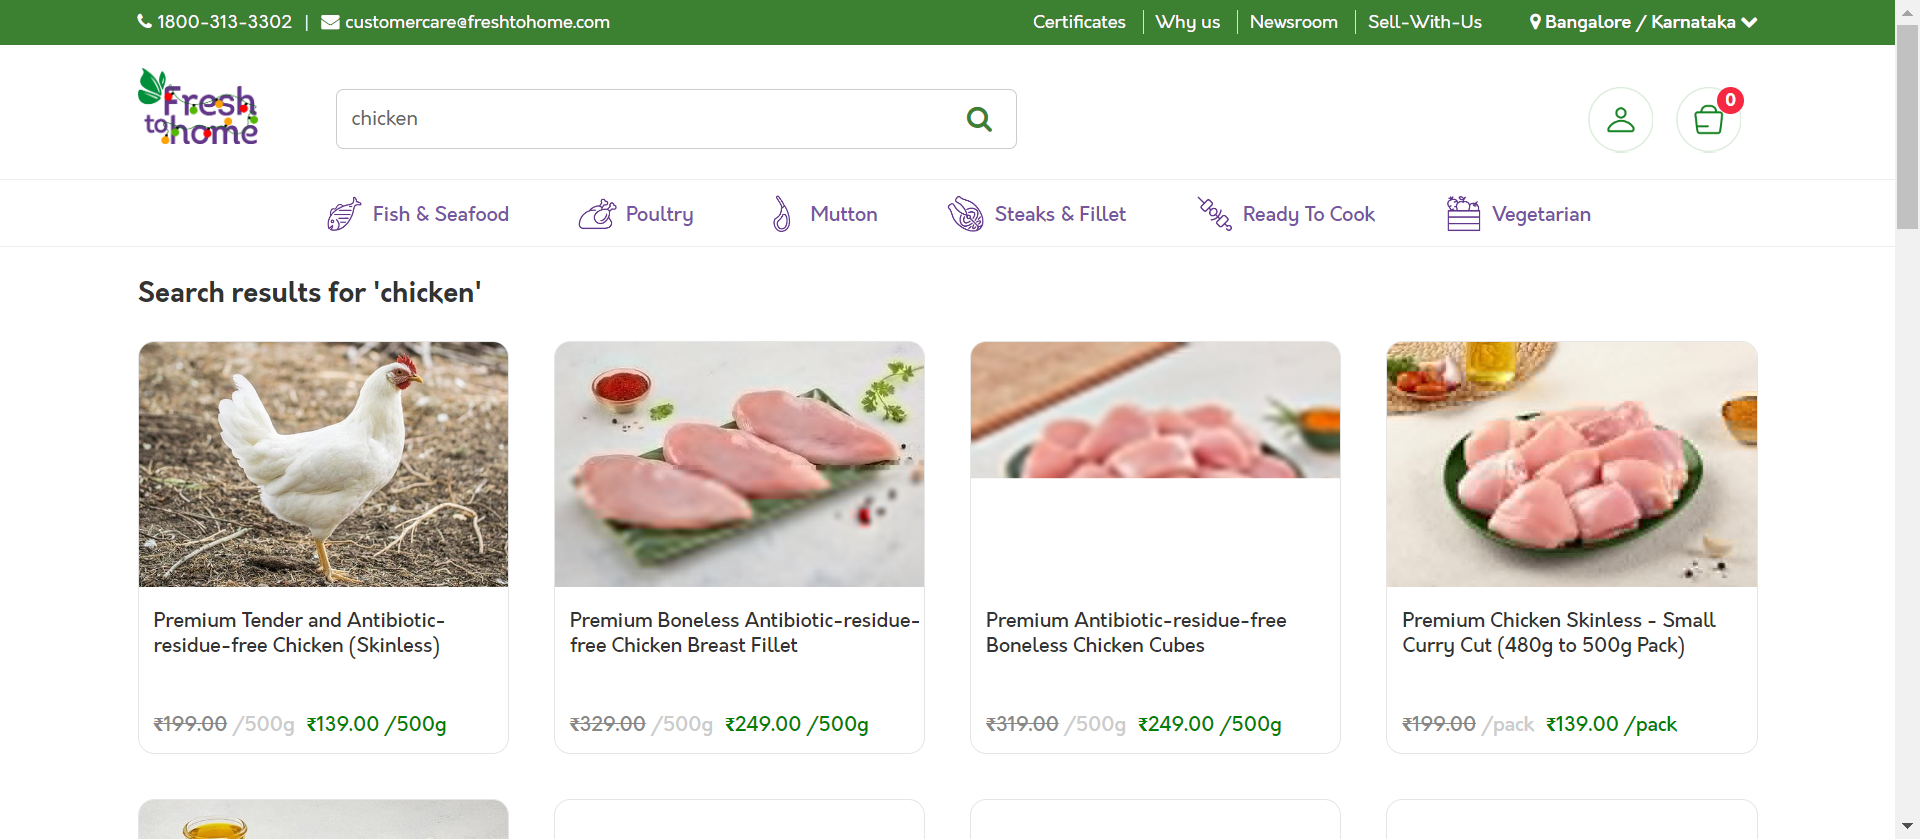 1800-313-3302 | customercare@freshtohome.com Certificates Why us Newsroom Sell-With-Us Bangalore / Karnataka
Fresh
to home
chicken
0
Fish & Seafood Poultry Mutton Steaks & Fillet Ready To Cook Vegetarian
Search results for 'chicken'
Premium Tender and Antibiotic-
residue-free Chicken (Skinless)
₹199.00 /500g ₹139.00 /500g
Premium Boneless Antibiotic-residue-
free Chicken Breast Fillet
₹329.00 /500g ₹249.00 /500g
Premium Antibiotic-residue-free
Boneless Chicken Cubes
₹319.00 /500g ₹249.00 /500g
Premium Chicken Skinless - Small
Curry Cut (480g to 500g Pack)
₹199.00 /pack ₹139.00 /pack